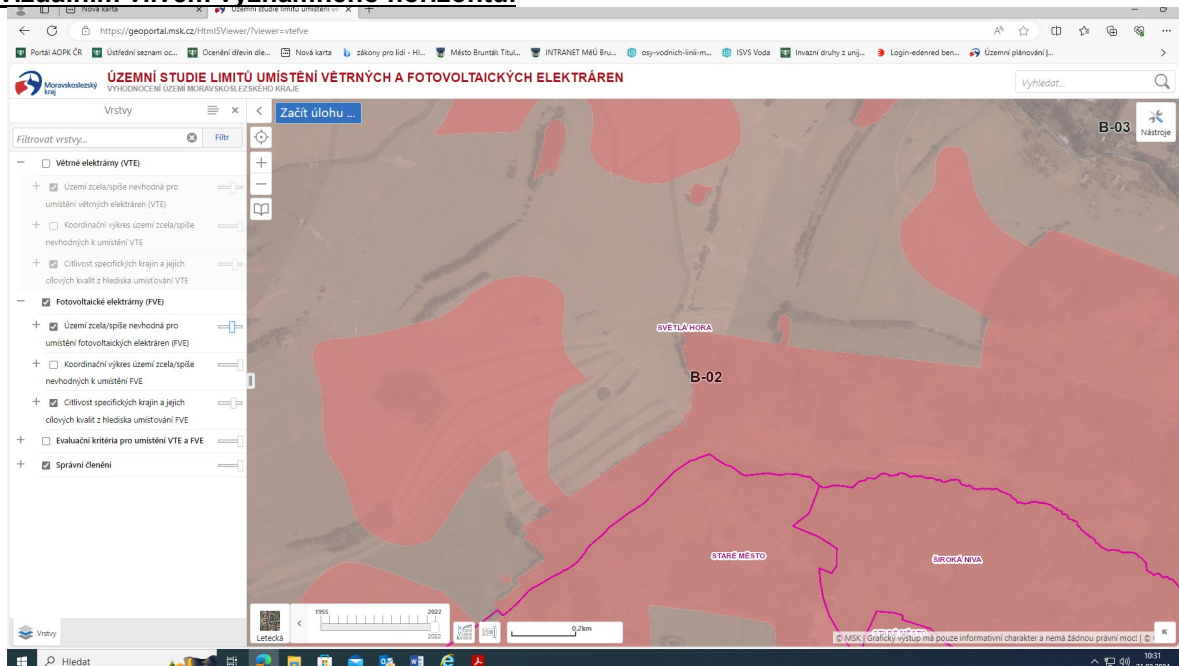 vizuálním vlivem významného horizontu.
Nová karta
Územní studie limitů umístění vě
https://geoportal.msk.cz/Html5Viewer/?viewer=vtefve
Portál AOPK ČR
Ústřední seznam oc...
Ocenění dřevin dle...
Nová karta
zákony pro lidi - Hl...
Město Bruntál: Titul...
INTRANET MěÚ Bru...
osy-vodnich-linii-m...
ISVS Voda
Invazní druhy z unij...
Login-edenred ben...
Územní plánování |...
Moravskoslezský
kraj
ÚZEMNÍ STUDIE LIMITŮ UMÍSTĚNÍ VĚTRNÝCH A FOTOVOLTAICKÝCH ELEKTRÁREN
VYHODNOCENÍ ÚZEMÍ MORAVSKOSLEZSKÉHO KRAJE
Vyhledat...
Vrstvy
Začít úlohu ...
Nástroje
Filtrovat vrstvy...
Filtr
Větrné elektrárny (VTE)
Území zcela/spíše nevhodná pro
umístění větrných elektráren (VTE)
Koordinační výkres území zcela/spíše
nevhodných k umístění VTE
Citlivost specifických krajin a jejich
cílových kvalit z hlediska umísťování VTE
Fotovoltaické elektrárny (FVE)
Území zcela/spíše nevhodná pro
umístění fotovoltaických elektráren (FVE)
Koordinační výkres území zcela/spíše
nevhodných k umístění FVE
Citlivost specifických krajin a jejich
cílových kvalit z hlediska umísťování FVE
Evaluační kritéria pro umístění VTE a FVE
Správní členění
B-03
SVĚTLÁ HORA
B-02
STARÉ MĚSTO
ŠIROKÁ NIVA
STARÉ MĚSTO
Letecká
1955
2022
2022
0.2km
© MSK | Grafický výstup má pouze informativní charakter a nemá žádnou právní moc! | ©
Vrstvy
Hledat
10:31